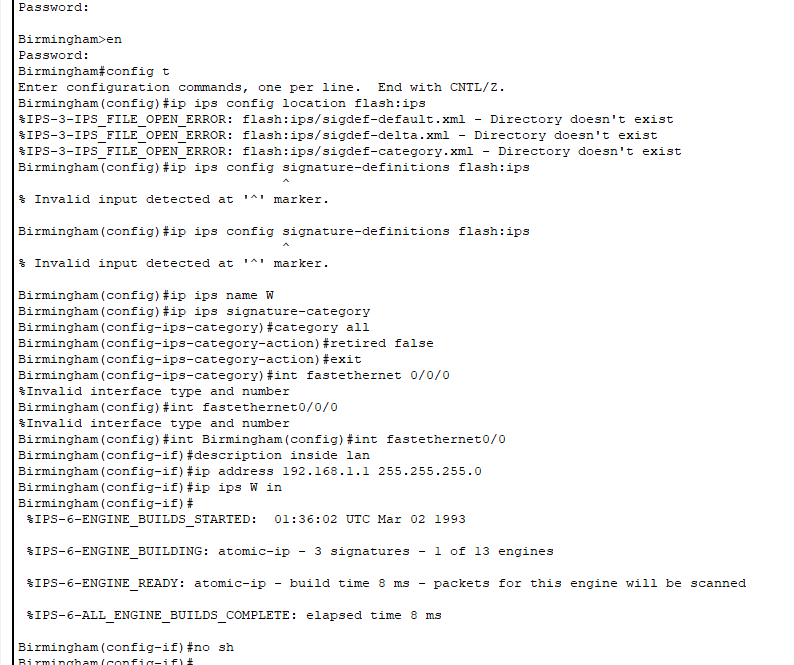 Password:
Birmingham>en
Password:
Birmingham#config t
Enter configuration commands, one per line.  End with CNTL/Z.
Birmingham(config)#ip ips config location flash:ips
%IPS-3-IPS_FILE_OPEN_ERROR: flash:ips/sigdef-default.xml - Directory doesn't exist
%IPS-3-IPS_FILE_OPEN_ERROR: flash:ips/sigdef-delta.xml - Directory doesn't exist
%IPS-3-IPS_FILE_OPEN_ERROR: flash:ips/sigdef-category.xml - Directory doesn't exist
Birmingham(config)#ip ips config signature-definitions flash:ips
^
% Invalid input detected at '^' marker.
Birmingham(config)#ip ips config signature-definitions flash:ips
^
% Invalid input detected at '^' marker.
Birmingham(config)#ip ips name W
Birmingham(config)#ip ips signature-category
Birmingham(config-ips-category)#category all
Birmingham(config-ips-category-action)#retired false
Birmingham(config-ips-category-action)#exit
Birmingham(config-ips-category)#int fastethernet 0/0/0
%Invalid interface type and number
Birmingham(config)#int fastethernet0/0/0
%Invalid interface type and number
Birmingham(config)#int Birmingham(config)#int fastethernet0/0
Birmingham(config-if)#description inside lan
Birmingham(config-if)#ip address 192.168.1.1 255.255.255.0
Birmingham(config-if)#ip ips W in
Birmingham(config-if)#
%IPS-6-ENGINE_BUILDS_STARTED:  01:36:02 UTC Mar 02 1993
%IPS-6-ENGINE_BUILDING: atomic-ip - 3 signatures - 1 of 13 engines
%IPS-6-ENGINE_READY: atomic-ip - build time 8 ms - packets for this engine will be scanned
%IPS-6-ALL_ENGINE_BUILDS_COMPLETE: elapsed time 8 ms
Birmingham(config-if)#no sh
Birmingham(config-if)#